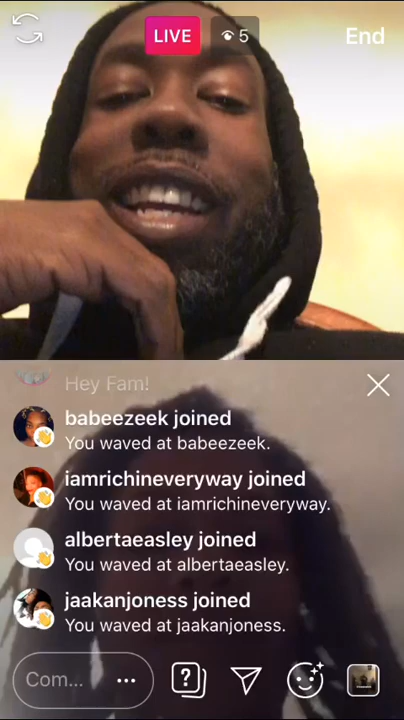 LIVE
5
End
Hey Fam!
babeezeek joined
You waved at babeezeek.
iamrichineveryway joined
You waved at iamrichineveryway.
albertaeasley joined
You waved at albertaeasley.
jaakanjoness joined
You waved at jaakanjoness.
Com...